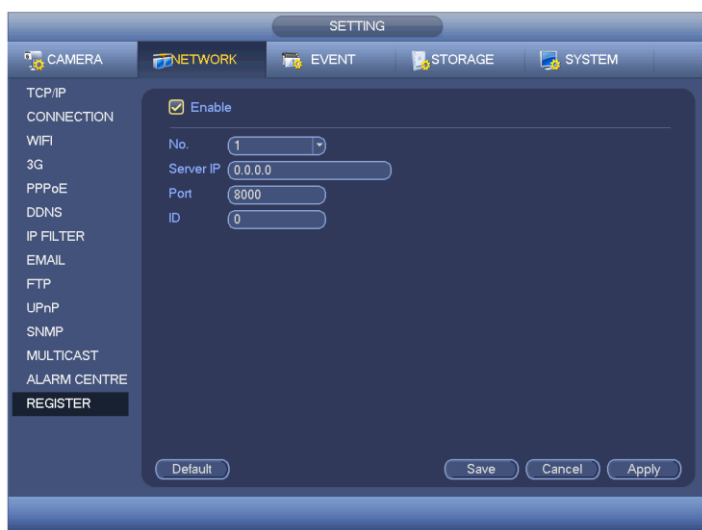 SETTING
CAMERA NETWORK EVENT STORAGE SYSTEM
TCP/IP
CONNECTION
WIFI
3G
PPPoE
DDNS
IP FILTER
EMAIL
FTP
UPnP
SNMP
MULTICAST
ALARM CENTRE
REGISTER
Enable
No. 1
Server IP 0.0.0.0
Port 8000
ID 0
Default Save Cancel Apply